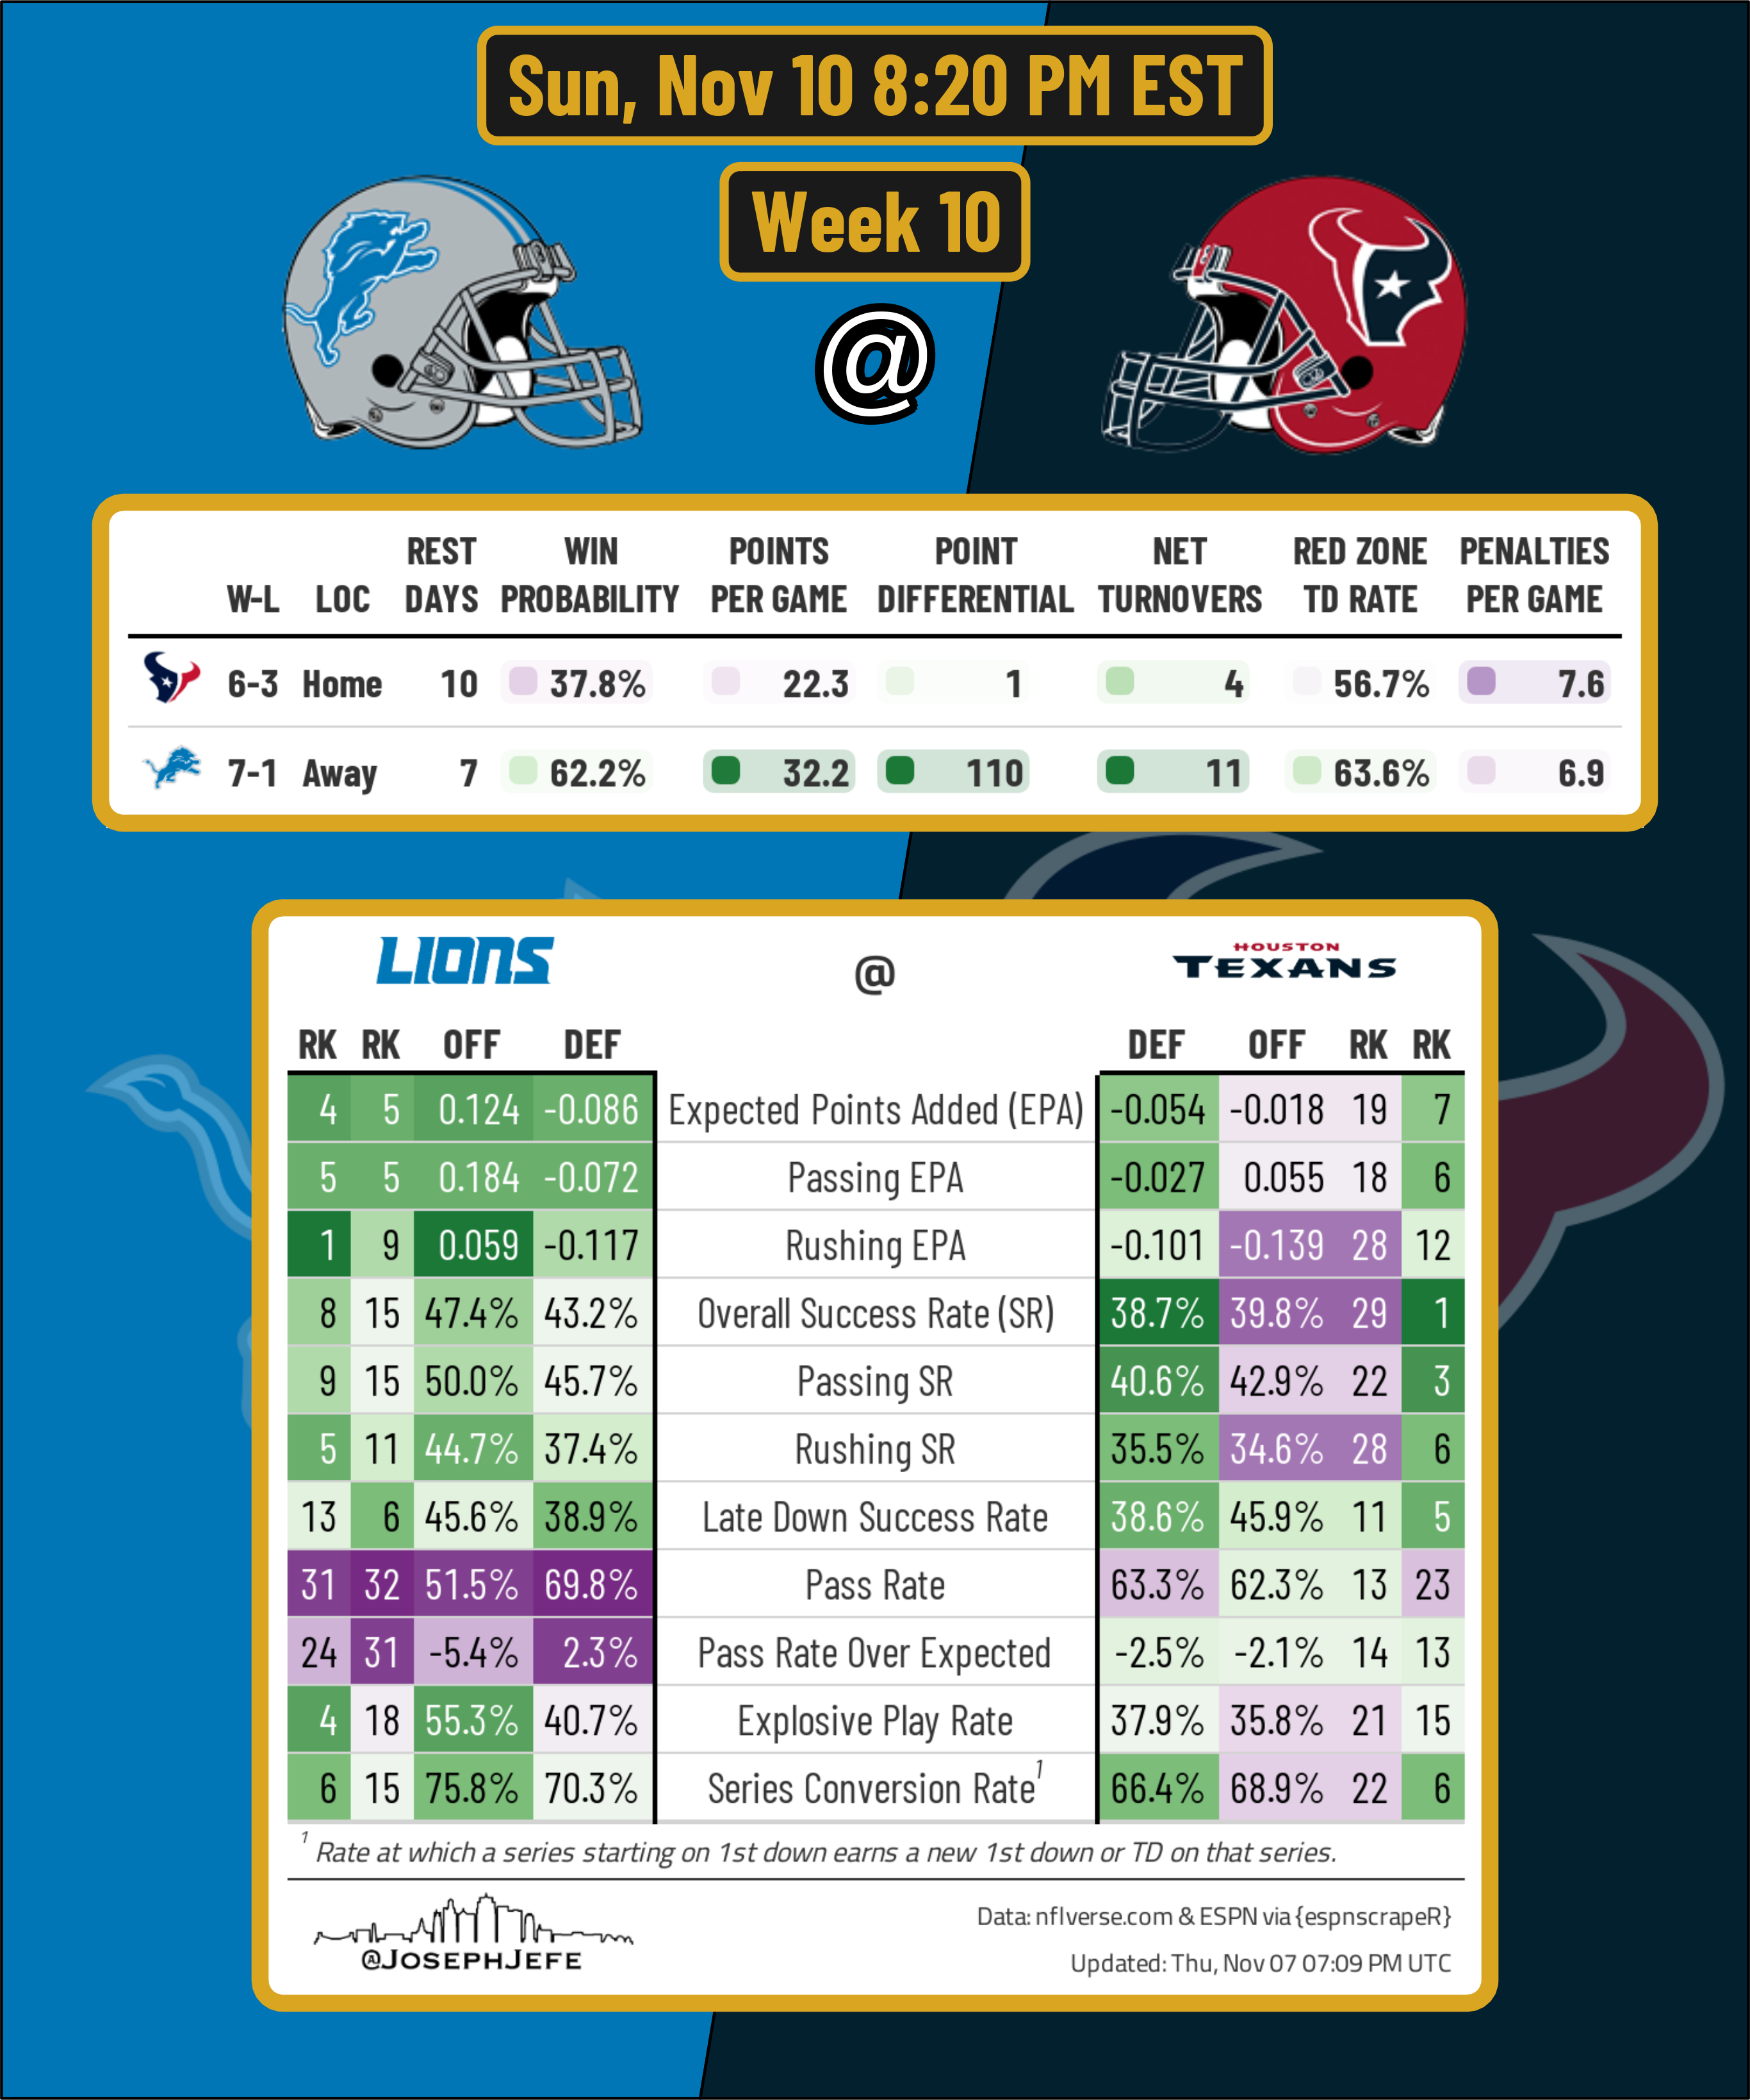 Sun, Nov 10 8:20 PM EST
Week 10
@
REST WIN POINTS POINT NET RED ZONE PENALTIES
W-L LOC DAYS PROBABILITY PER GAME DIFFERENTIAL TURNOVERS TD RATE PER GAME
6-3 Home 10 37.8% 22.3 1 4 56.7% 7.6
7-1 Away 7 62.2% 32.2 110 11 63.6% 6.9
LIONS @ HOUSTON TEXANS
RK RK OFF DEF DEF OFF RK RK
4 5 0.124 -0.086 Expected Points Added (EPA) -0.054 -0.018 19 7
5 5 0.184 -0.072 Passing EPA -0.027 0.055 18 6
1 9 0.059 -0.117 Rushing EPA -0.101 -0.139 28 12
8 15 47.4% 43.2% Overall Success Rate (SR) 38.7% 39.8% 29 1
9 15 50.0% 45.7% Passing SR 40.6% 42.9% 22 3
5 11 44.7% 37.4% Rushing SR 35.5% 34.6% 28 6
13 6 45.6% 38.9% Late Down Success Rate 38.6% 45.9% 11 5
31 32 51.5% 69.8% Pass Rate 63.3% 62.3% 13 23
24 31 -5.4% 2.3% Pass Rate Over Expected -2.5% -2.1% 14 13
4 18 55.3% 40.7% Explosive Play Rate 37.9% 35.8% 21 15
6 15 75.8% 70.3% Series Conversion Rate¹ 66.4% 68.9% 22 6
¹ Rate at which a series starting on 1st down earns a new 1st down or TD on that series.
@JOSEPHJEFE
Data: nflverse.com & ESPN via {espnscrapeR}
Updated: Thu, Nov 07 07:09 PM UTC